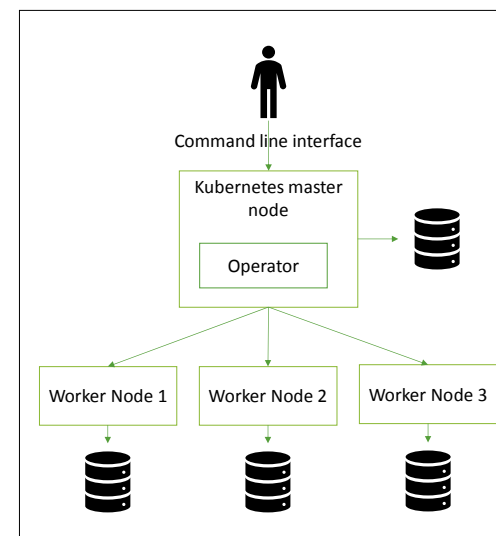 Command line interface
Kubernetes master
node
Operator
Worker Node 1
Worker Node 2
Worker Node 3